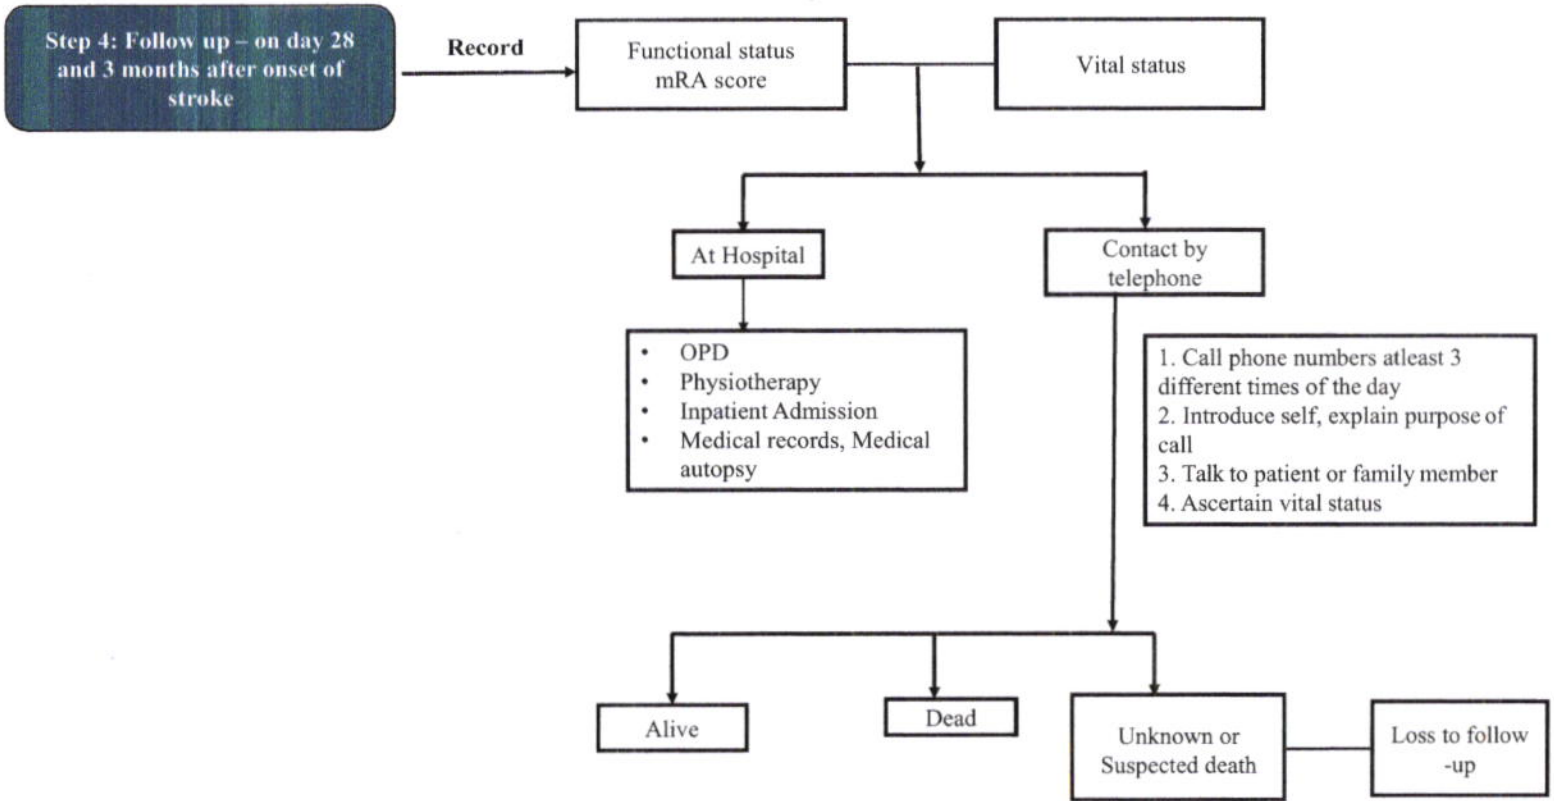 Step 4: Follow up – on day 28
and 3 months after onset of
stroke
Record
Functional status
mRA score
Vital status
At Hospital
Contact by
telephone
• OPD
• Physiotherapy
• Inpatient Admission
• Medical records, Medical
autopsy
1. Call phone numbers atleast 3
different times of the day
2. Introduce self, explain purpose of
call
3. Talk to patient or family member
4. Ascertain vital status
Alive
Dead
Unknown or
Suspected death
Loss to follow
-up